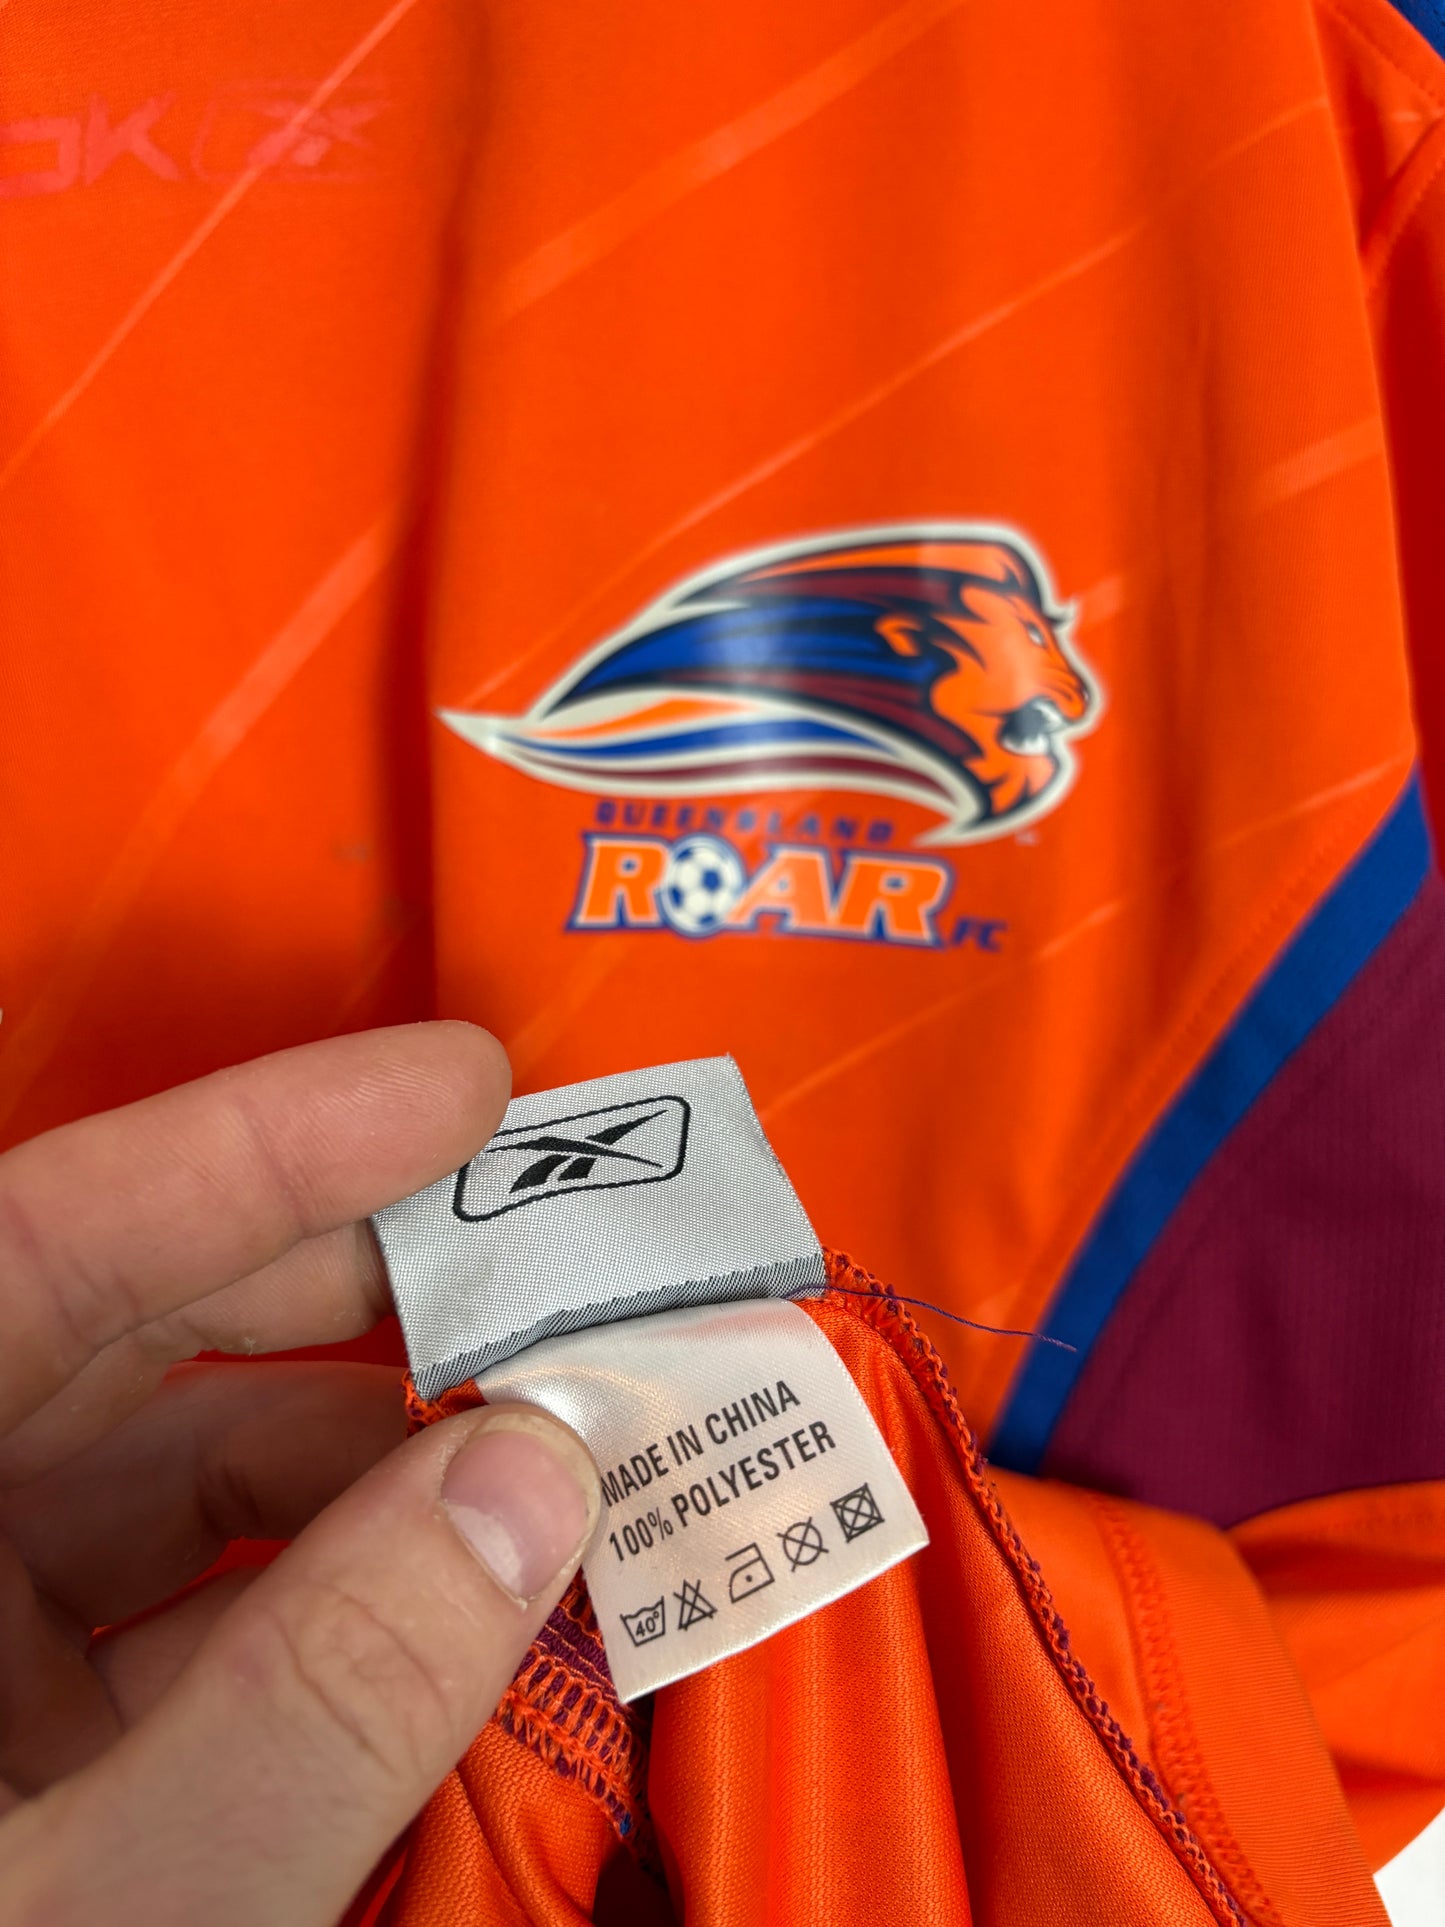 QUEENSLAND
ROAR FC
MADE IN CHINA
100% POLYESTER
40°